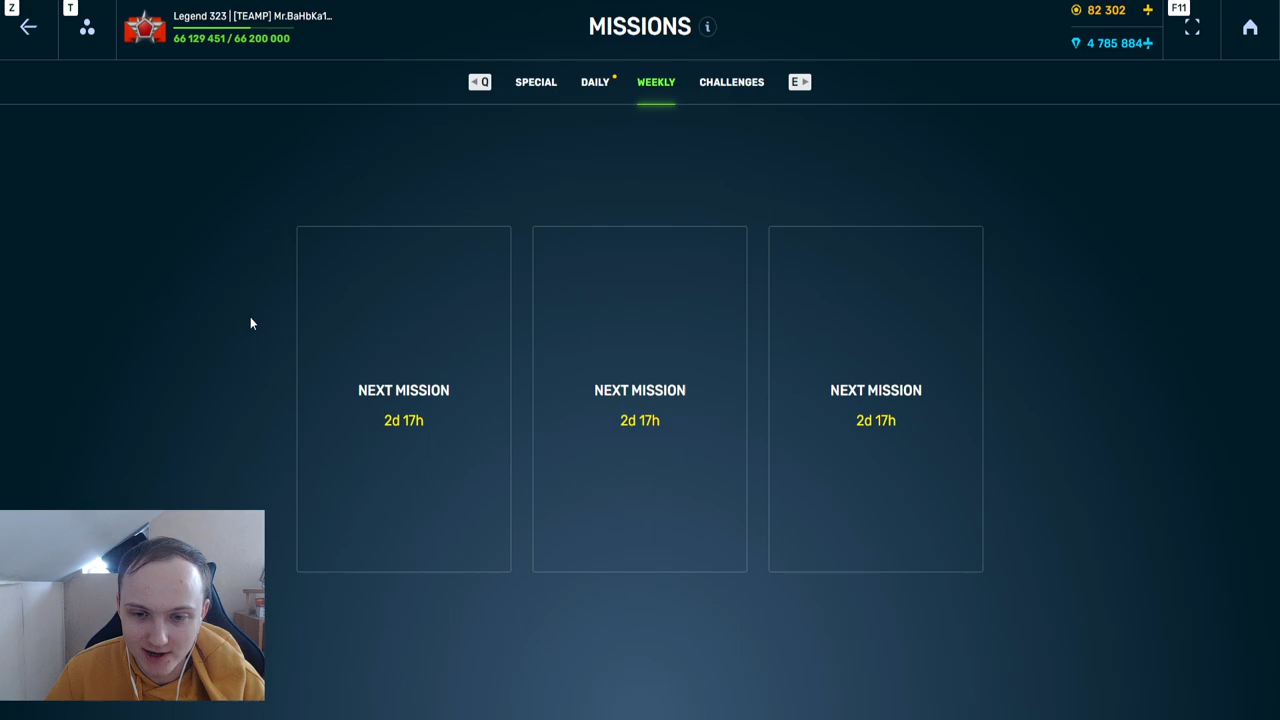 Z
T
Legend 323 | [TEAMP] Mr.BaHbKa1...
66 129 451 / 66 200 000
MISSIONS
i
82 302 +
4 785 884+
F11
Q
SPECIAL
DAILY
WEEKLY
CHALLENGES
E
NEXT MISSION
2d 17h
NEXT MISSION
2d 17h
NEXT MISSION
2d 17h